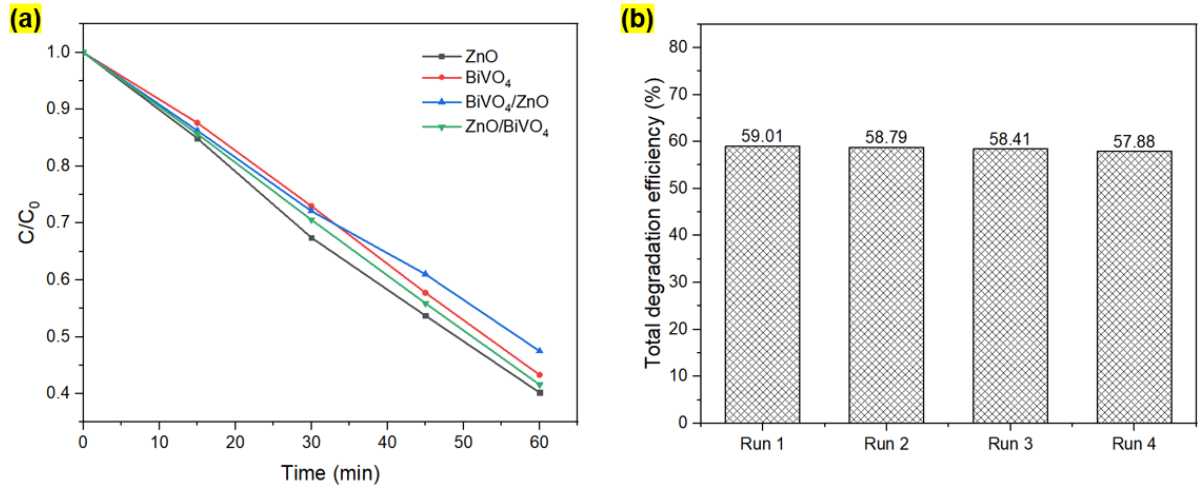 (a)
1.0
0.9
0.8
0.7
0.6
0.5
0.4
C/C₀
0
10
20
30
40
50
60
Time (min)
ZnO
BiVO₄
BiVO₄/ZnO
ZnO/BiVO₄
(b)
Total degradation efficiency (%)
80
70
60
50
40
30
20
10
0
59.01
58.79
58.41
57.88
Run 1
Run 2
Run 3
Run 4